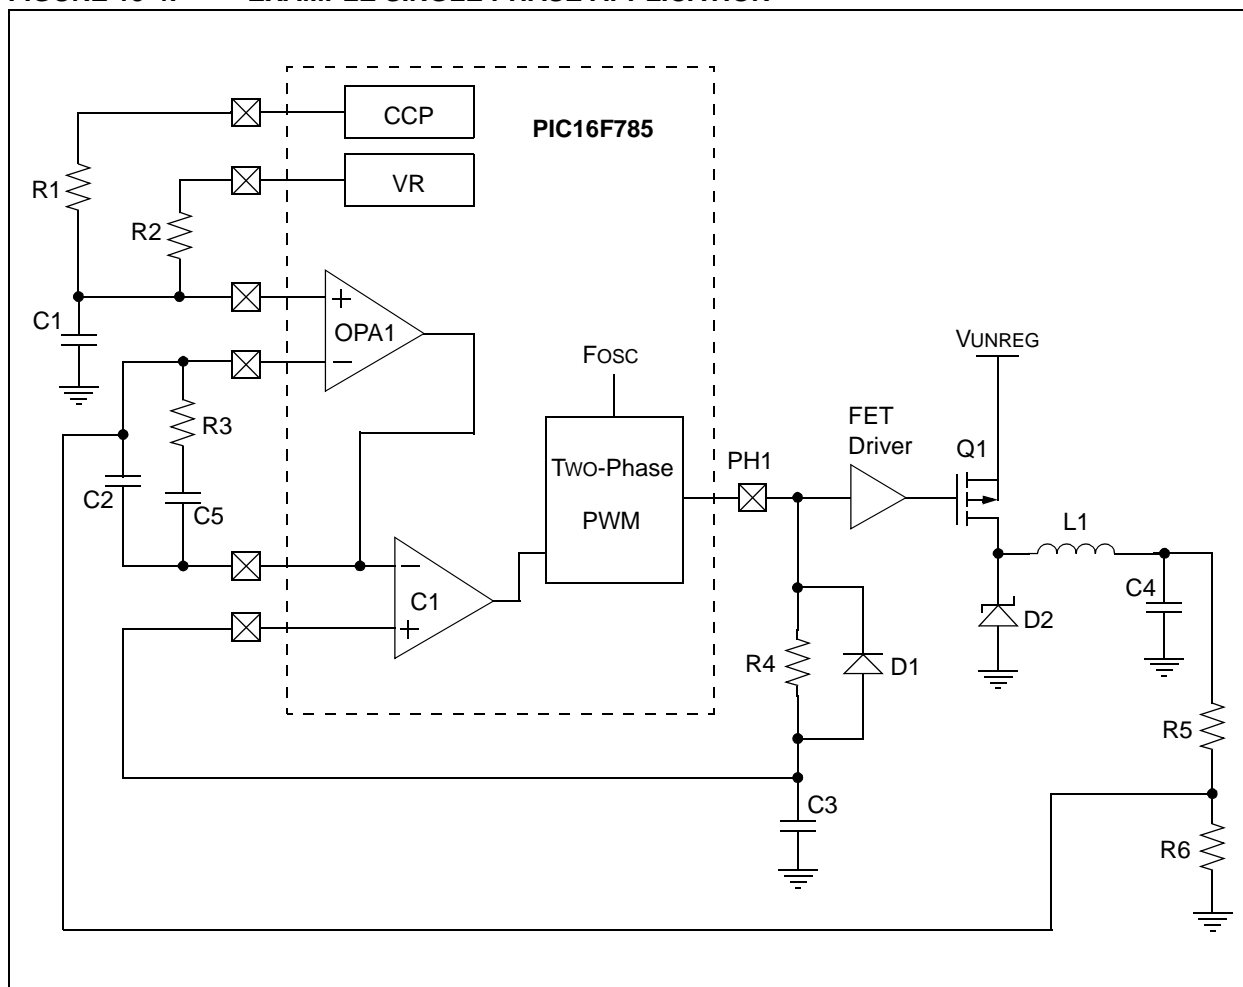 CCP
PIC16F785
VR
R1
R2
+
OPA1
−
C1
R3
C2
C5
FOSC
TWO-Phase
PWM
PH1
FET
Driver
VUNREG
Q1
L1
C4
D2
−
C1
+
R4
D1
C3
R5
R6